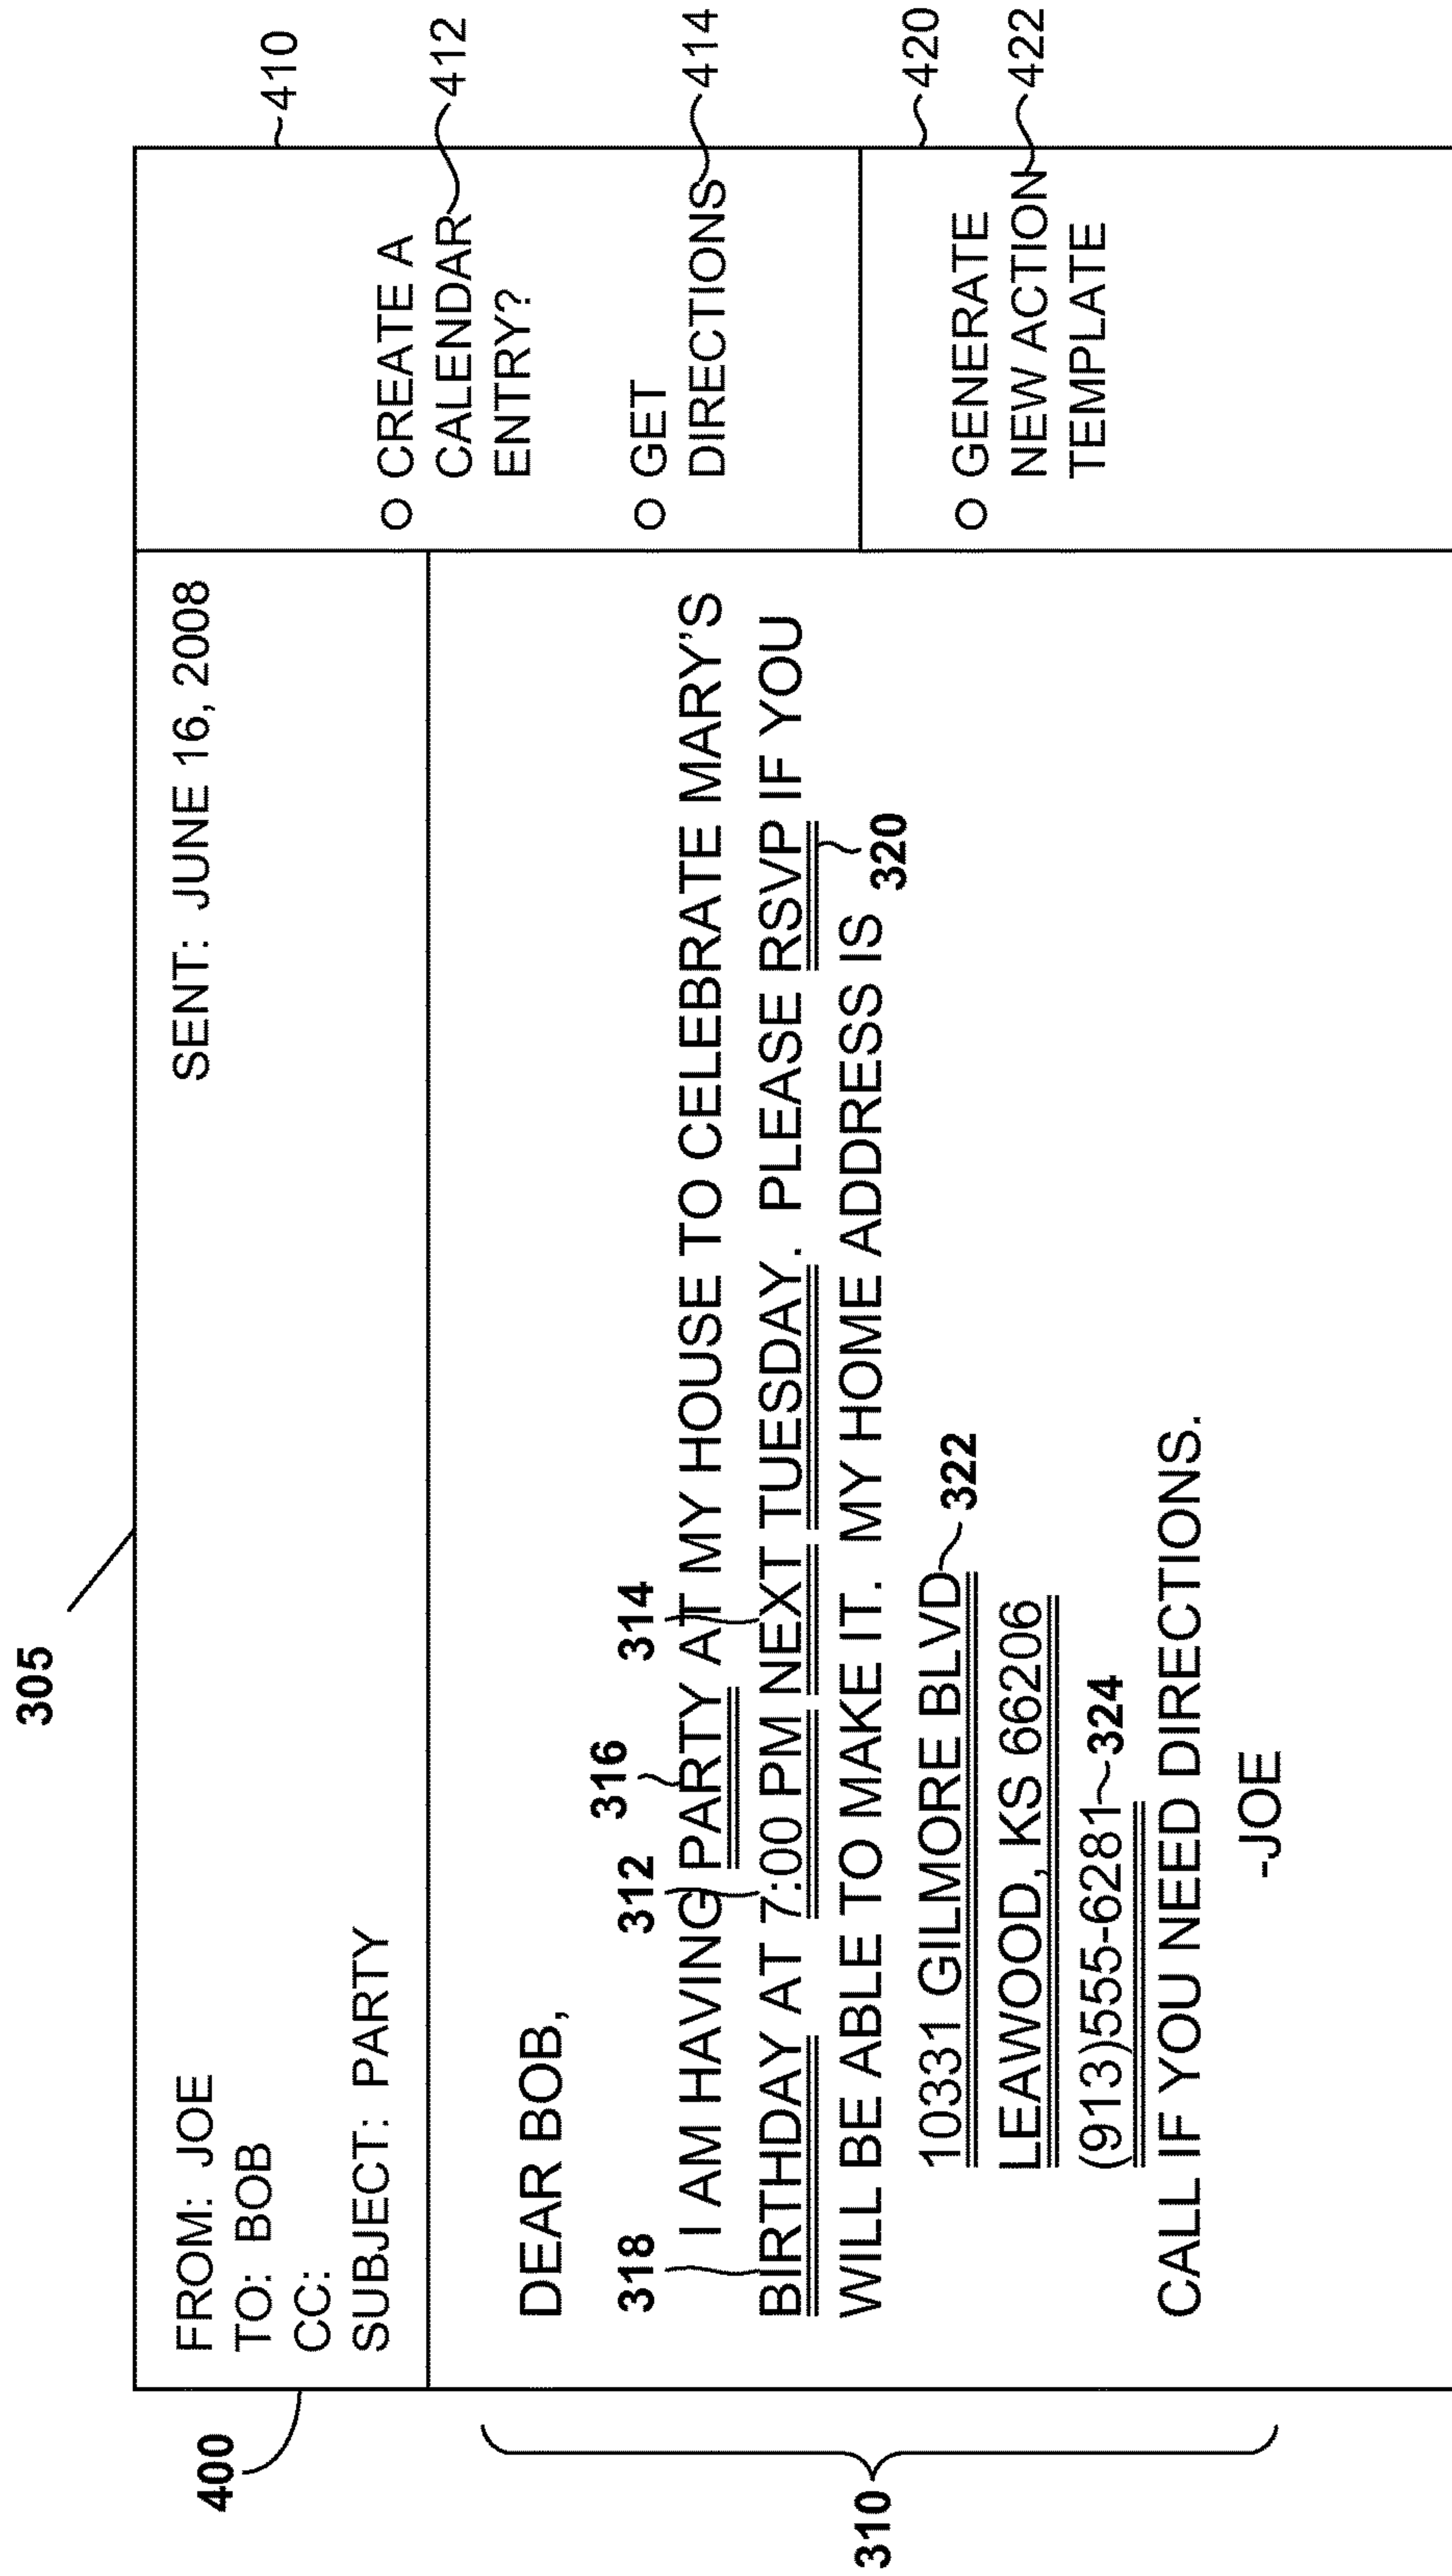 305
400
FROM: JOE
TO: BOB
CC:
SUBJECT: PARTY
SENT: JUNE 16, 2008
310
DEAR BOB,
318
312
316
314
I AM HAVING PARTY AT MY HOUSE TO CELEBRATE MARY'S
BIRTHDAY AT 7:00 PM NEXT TUESDAY. PLEASE RSVP IF YOU
WILL BE ABLE TO MAKE IT. MY HOME ADDRESS IS
320
10331 GILMORE BLVD
322
LEAWOOD, KS 66206
(913)555-6281
324
CALL IF YOU NEED DIRECTIONS.
-JOE
410
CREATE A
CALENDAR
ENTRY?
412
GET
DIRECTIONS
414
420
GENERATE
NEW ACTION
TEMPLATE
422